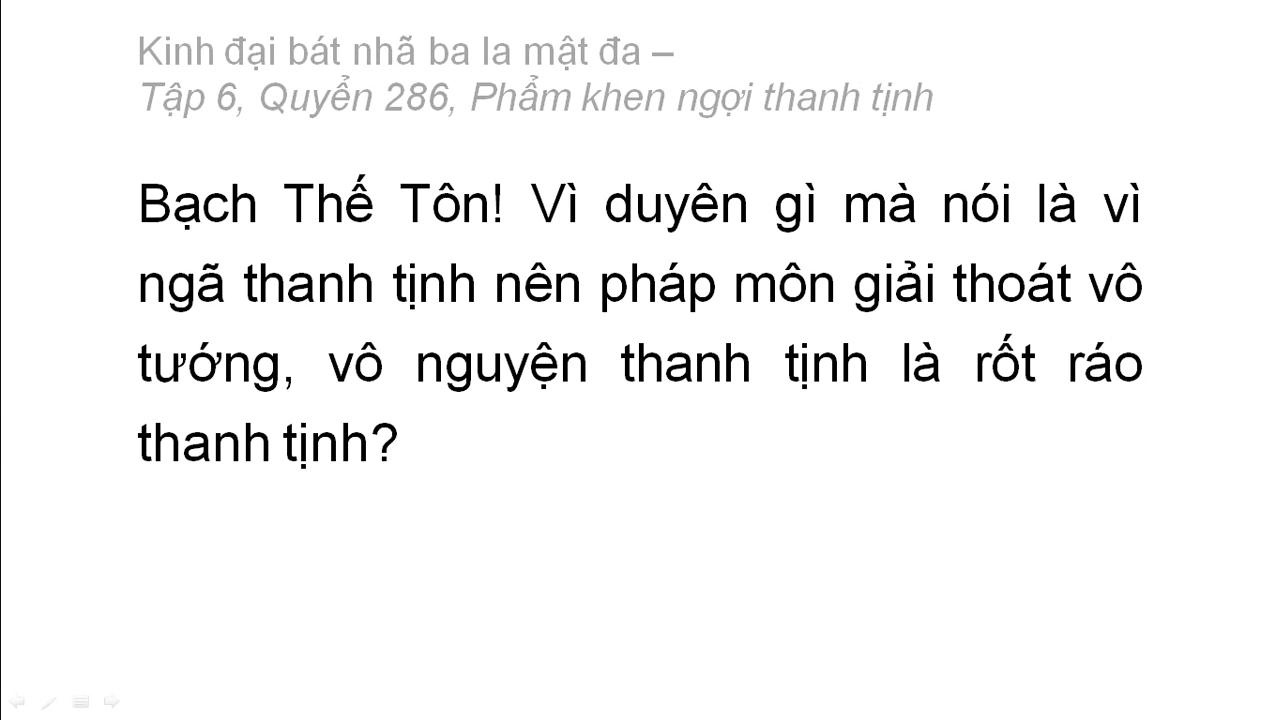 Kinh đại bát nhã ba la mật đa –
Tập 6, Quyển 286, Phẩm khen ngợi thanh tịnh
Bạch Thế Tôn! Vì duyên gì mà nói là vì
ngã thanh tịnh nên pháp môn giải thoát vô
tướng, vô nguyện thanh tịnh là rốt ráo
thanh tịnh?